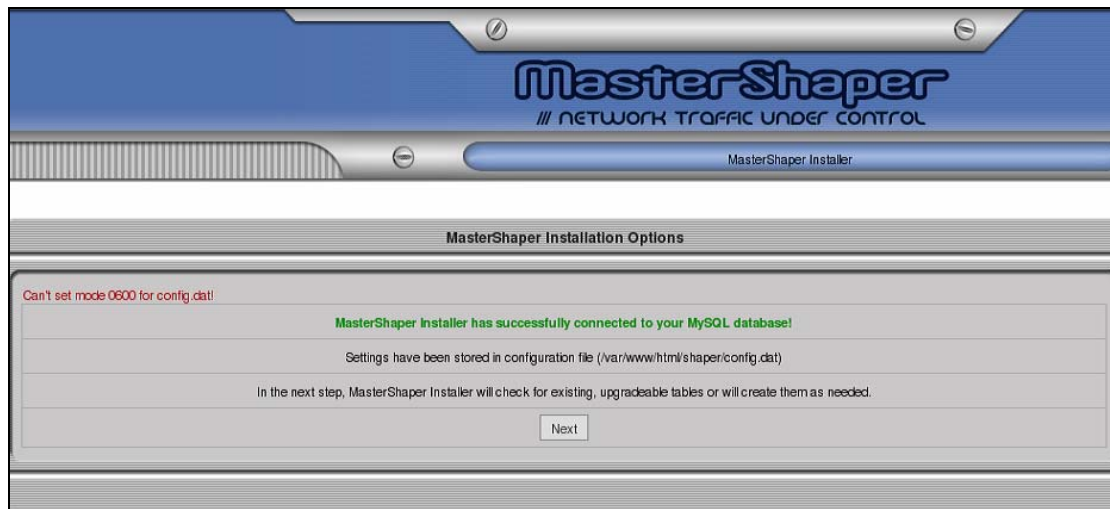 MasterShaper
/// NETWORK TRAFFIC UNDER CONTROL
MasterShaper Installer
MasterShaper Installation Options
Can't set mode 0600 for config.dat!
MasterShaper Installer has successfully connected to your MySQL database!
Settings have been stored in configuration file (/var/www/html/shaper/config.dat)
In the next step, MasterShaper Installer will check for existing, upgradeable tables or will create them as needed.
Next